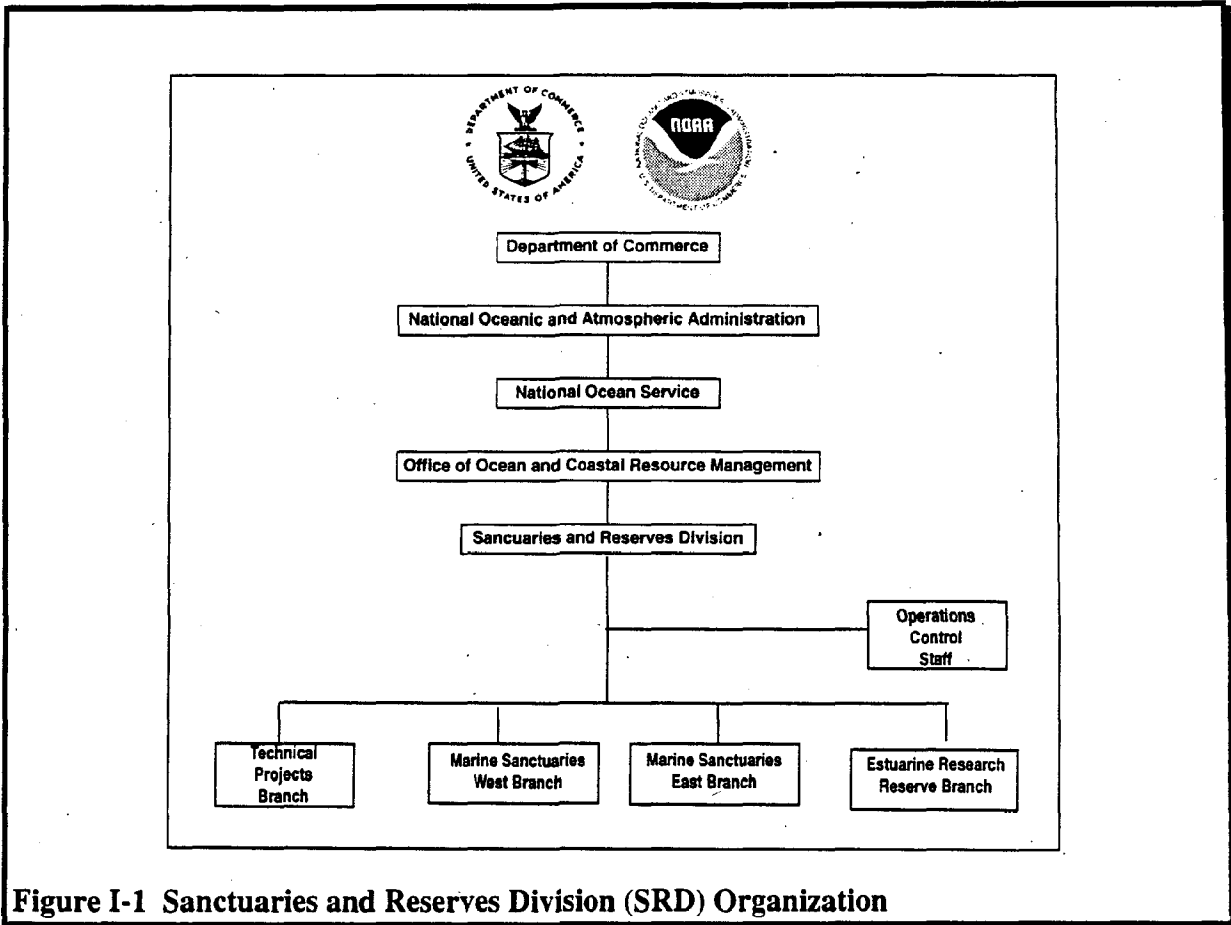 DEPARTMENT OF COMMERCE
UNITED STATES OF AMERICA
NOAA
Department of Commerce
National Oceanic and Atmospheric Administration
National Ocean Service
Office of Ocean and Coastal Resource Management
Sancuaries and Reserves Division
Operations
Control
Staff
Technical
Projects
Branch
Marine Sanctuaries
West Branch
Marine Sanctuaries
East Branch
Estuarine Research
Reserve Branch
Figure I-1 Sanctuaries and Reserves Division (SRD) Organization